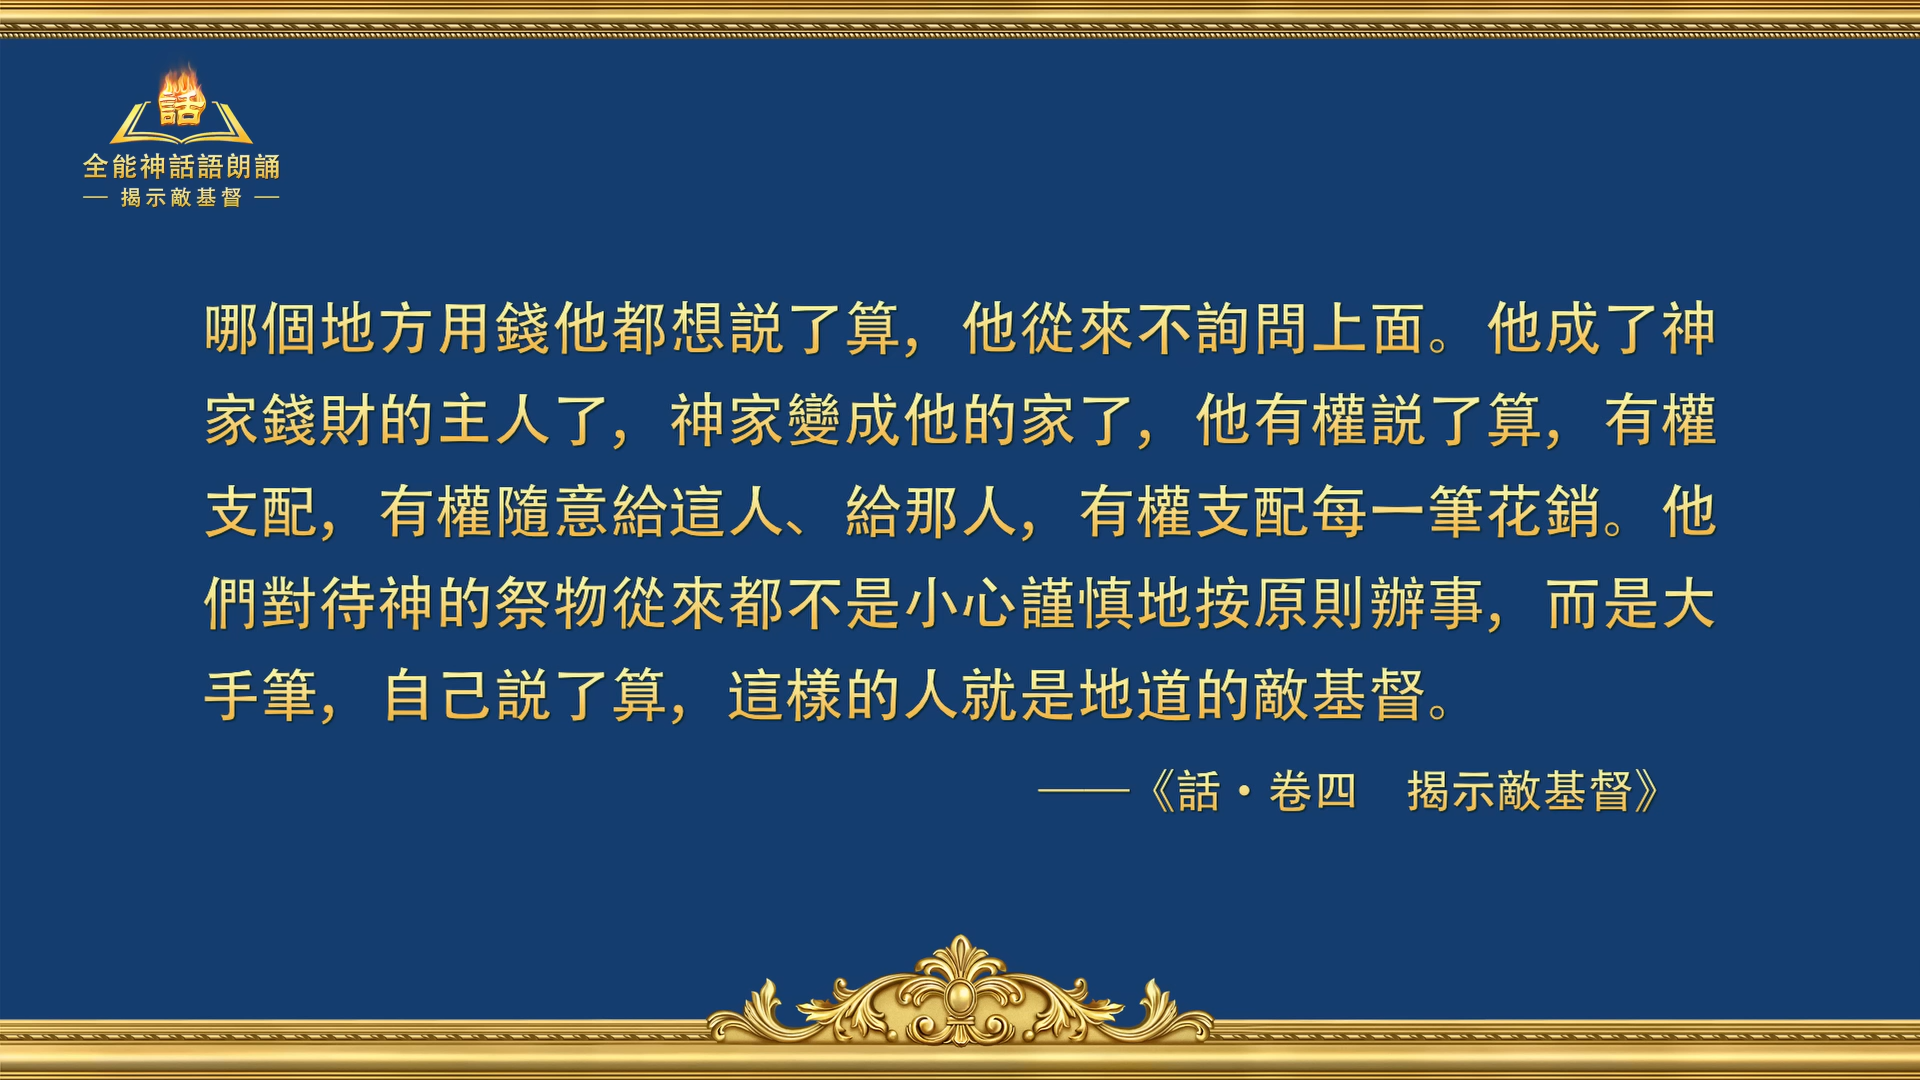 話
全能神話語朗誦
— 揭示敵基督 —
哪個地方用錢他都想説了算，他從來不詢問上面。他成了神
家錢財的主人了，神家變成他的家了，他有權説了算，有權
支配，有權隨意給這人、給那人，有權支配每一筆花銷。他
們對待神的祭物從來都不是小心謹慎地按原則辦事，而是大
手筆，自己説了算，這樣的人就是地道的敵基督。
——《話・卷四　揭示敵基督》